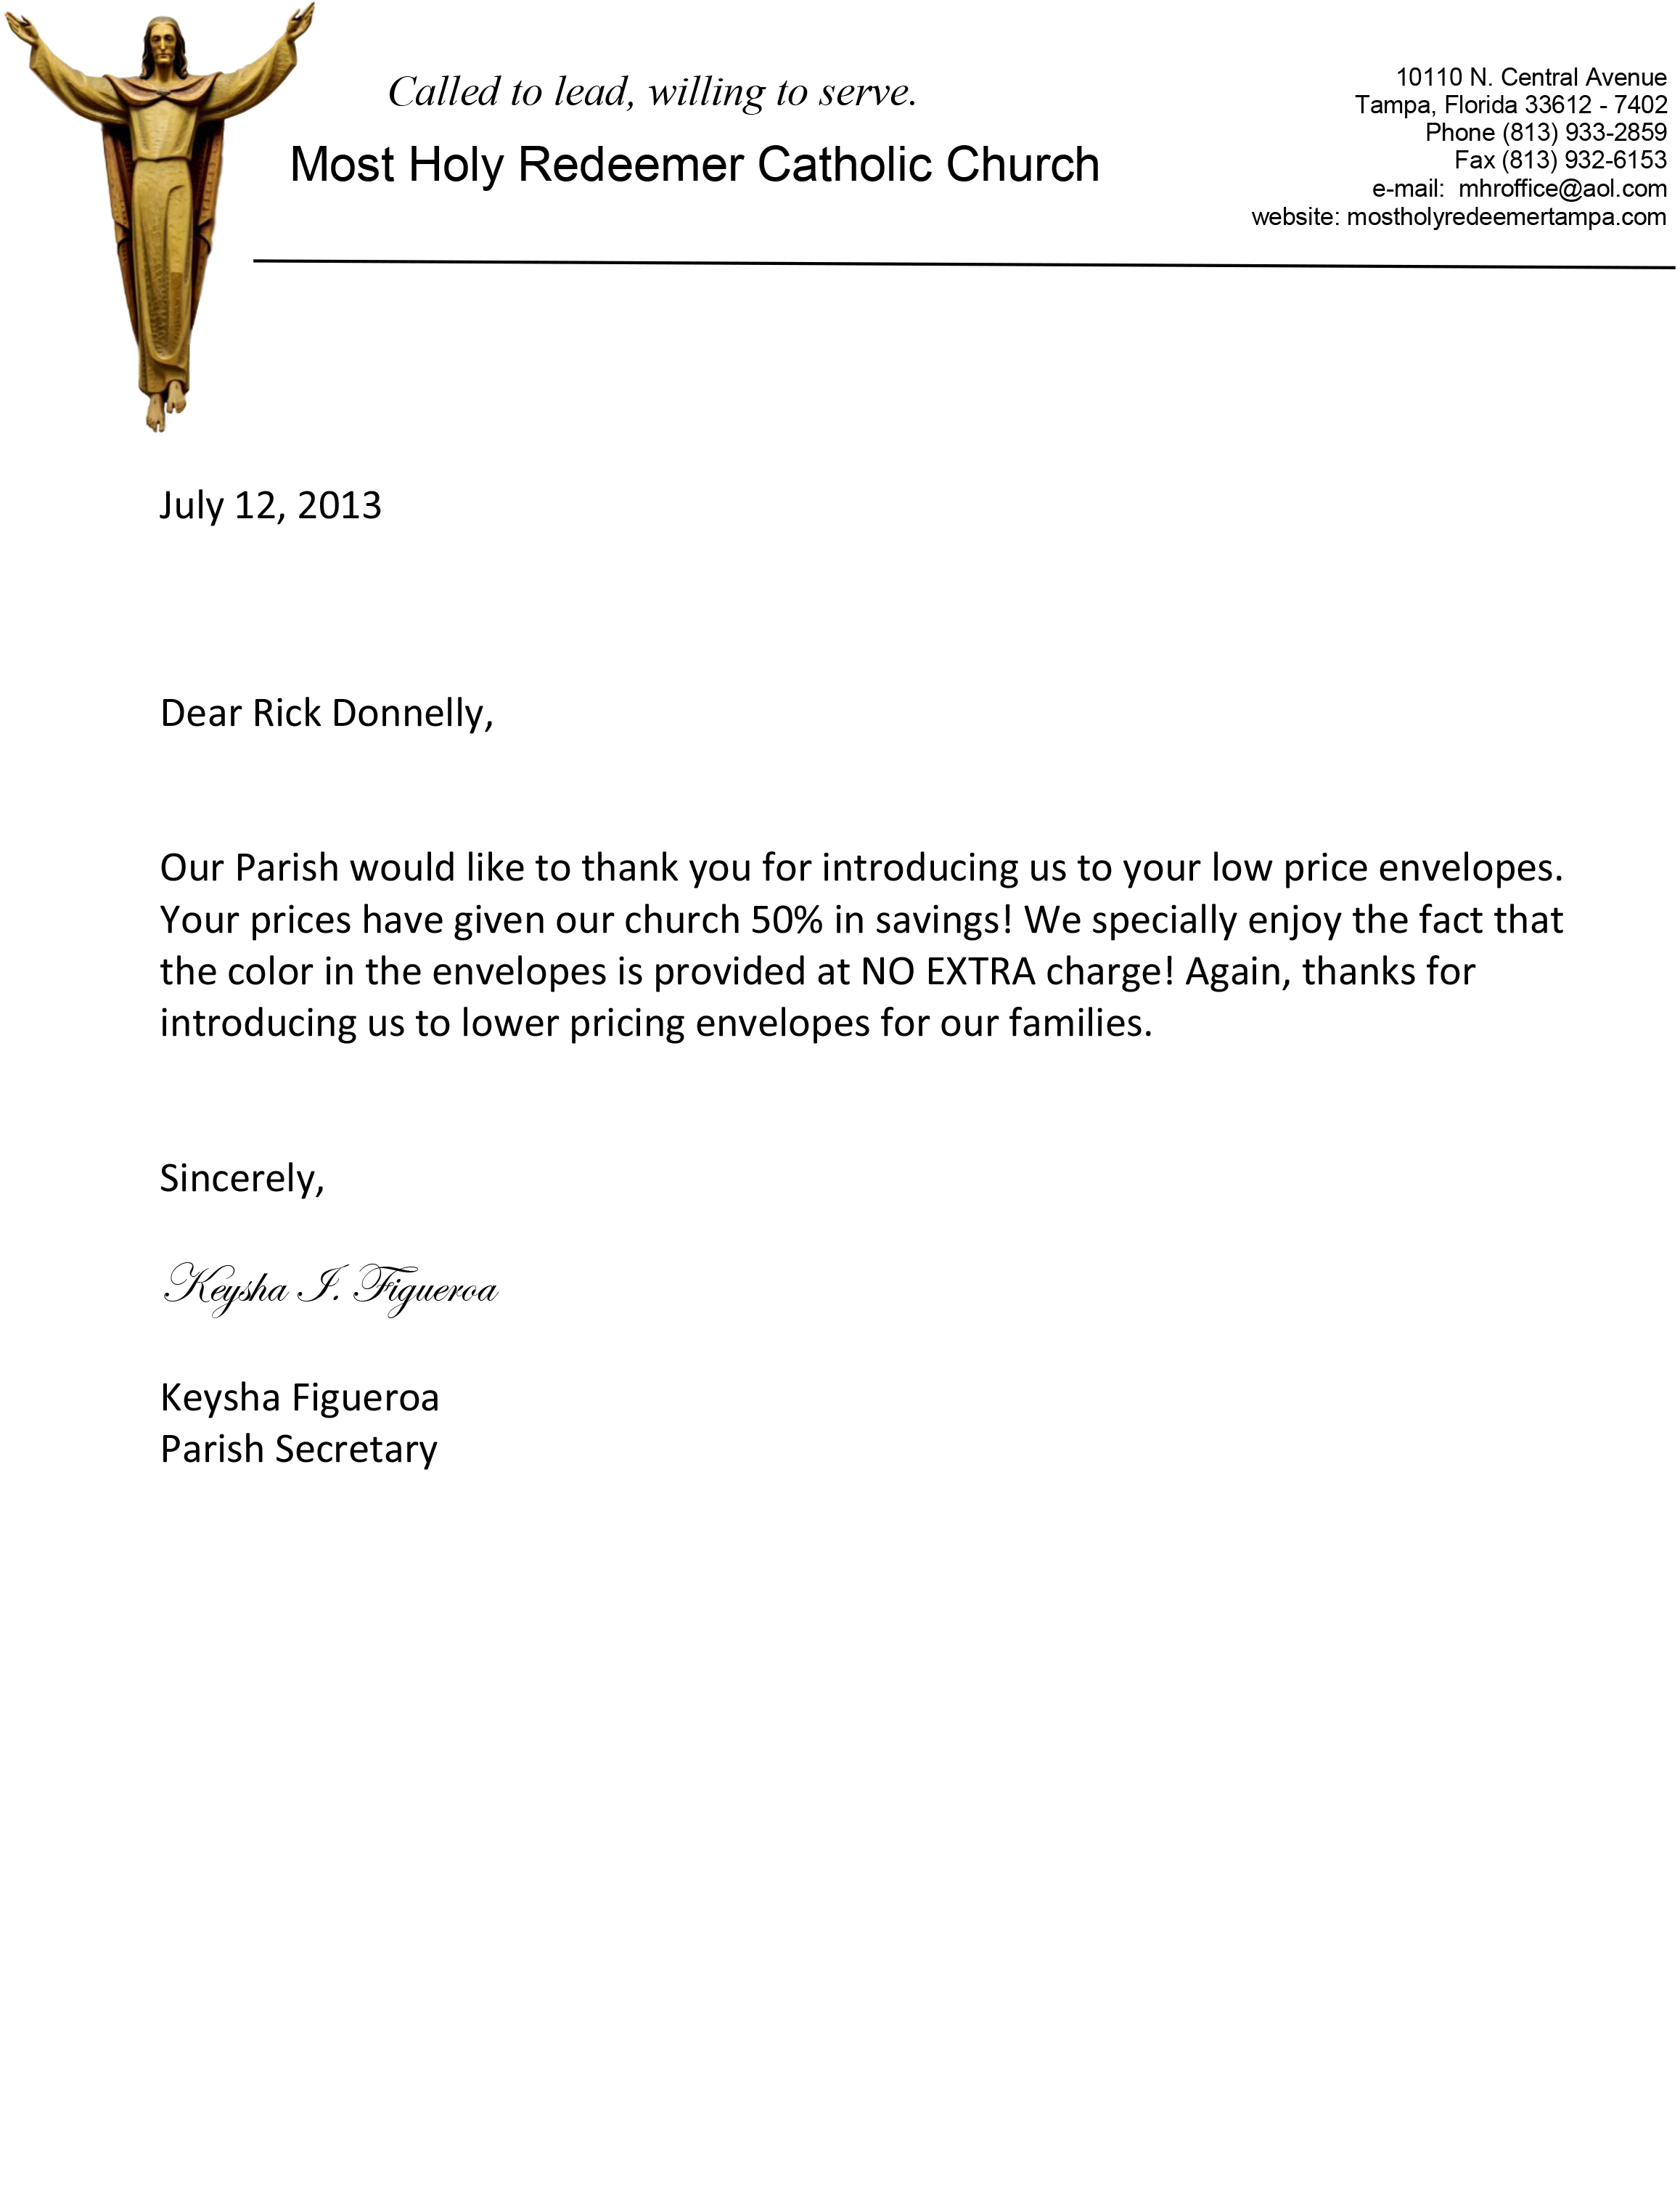 Called to lead, willing to serve.
Most Holy Redeemer Catholic Church
10110 N. Central Avenue
Tampa, Florida 33612 - 7402
Phone (813) 933-2859
Fax (813) 932-6153
e-mail:  mhroffice@aol.com
website: mostholyredeemertampa.com
July 12, 2013
Dear Rick Donnelly,
Our Parish would like to thank you for introducing us to your low price envelopes.
Your prices have given our church 50% in savings! We specially enjoy the fact that
the color in the envelopes is provided at NO EXTRA charge! Again, thanks for
introducing us to lower pricing envelopes for our families.
Sincerely,
Keysha I. Figueroa
Keysha Figueroa
Parish Secretary